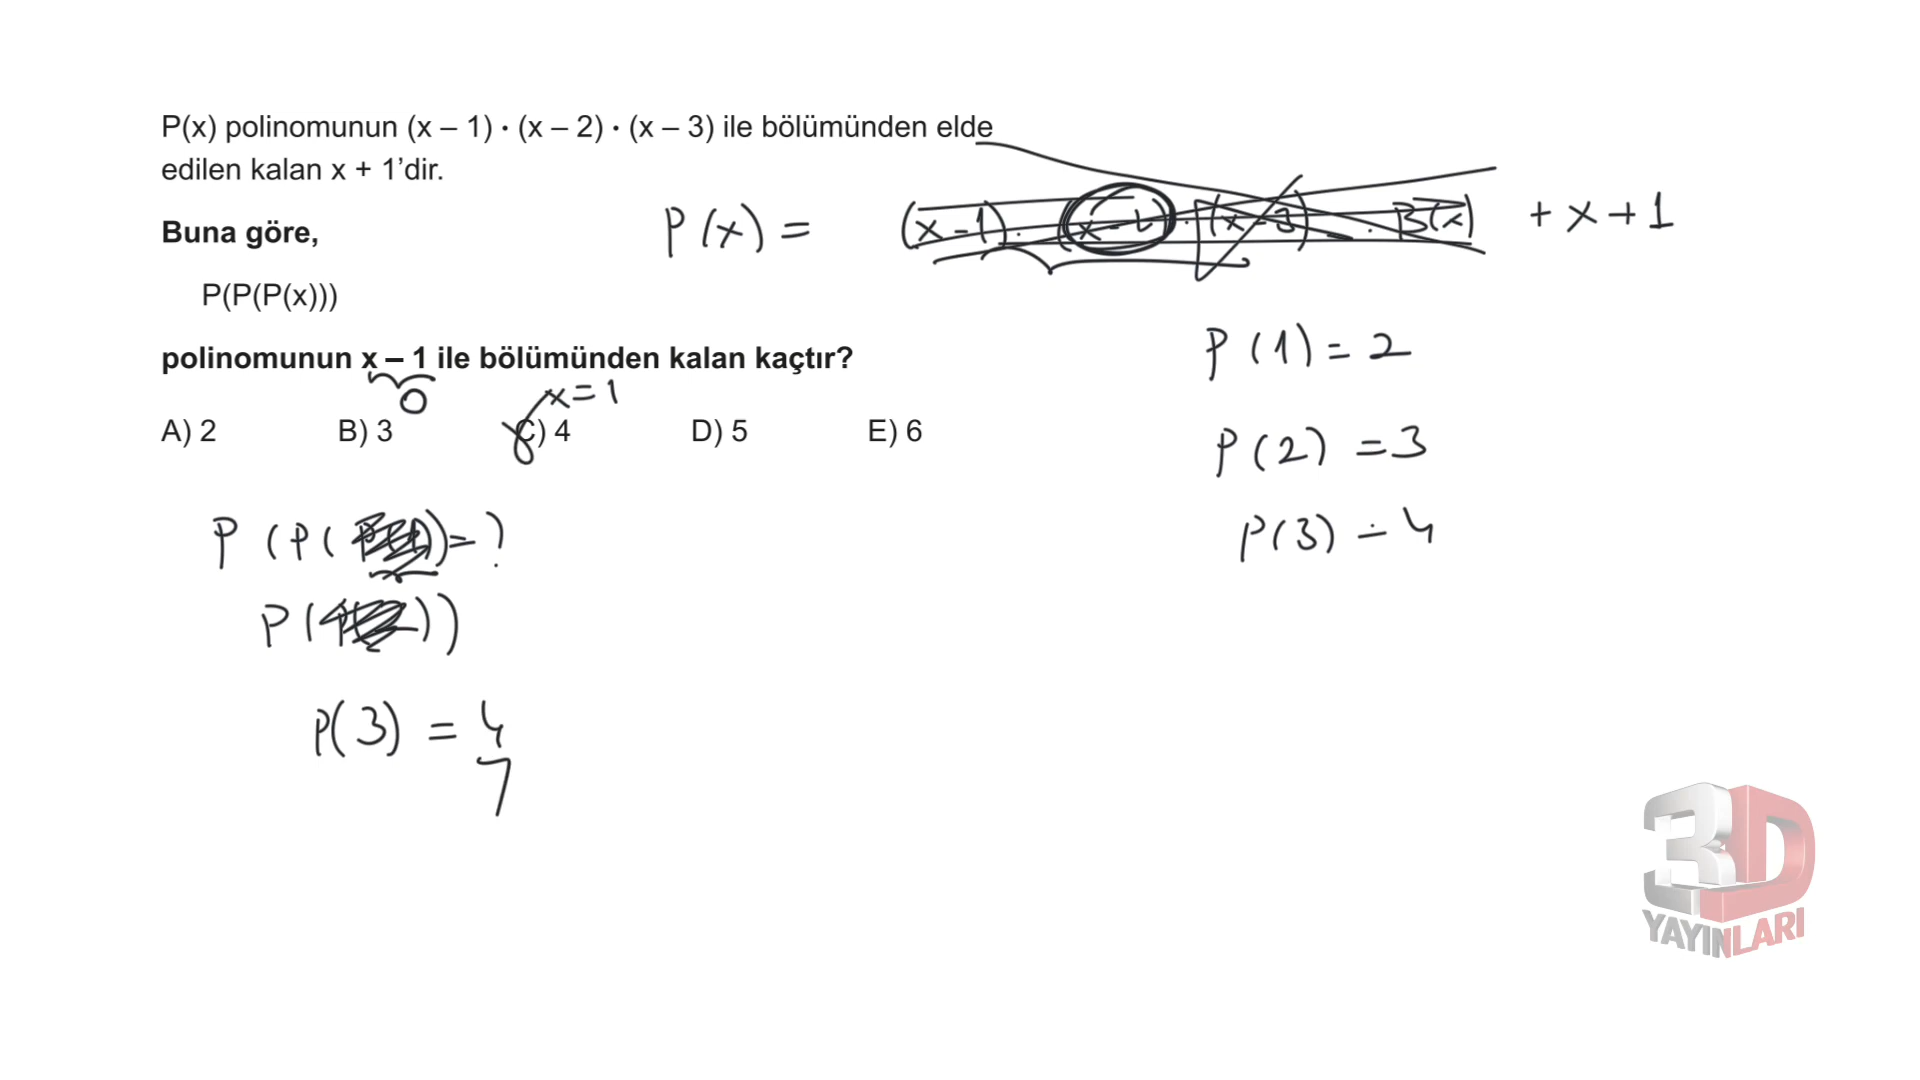 P(x) polinomunun (x – 1) · (x – 2) · (x – 3) ile bölümünden elde
edilen kalan x + 1’dir.
P(x) = (x-1) · (x-2) · (x-3) · B(x) + x + 1
Buna göre,
P(P(P(x)))
polinomunun x – 1 ile bölümünden kalan kaçtır?
0 x = 1
A) 2 B) 3 C) 4 D) 5 E) 6
P(1) = 2
P(2) = 3
P(3) = 4
P(P( )) = ?
P( ))
P(3) = 4
3D
YAYINLARI